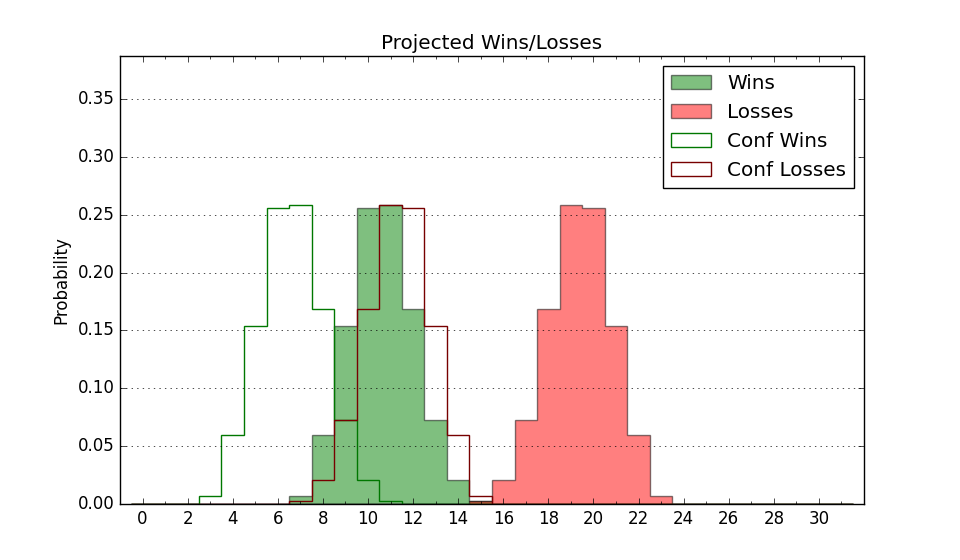 Projected Wins/Losses
Wins
Losses
Conf Wins
Conf Losses
Probability
0.35
0.30
0.25
0.20
0.15
0.10
0.05
0.00
0 2 4 6 8 10 12 14 16 18 20 22 24 26 28 30